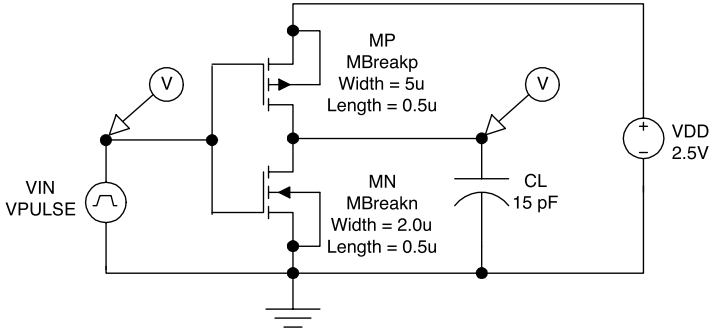 MP
MBreakp
Width = 5u
Length = 0.5u
V
V
+
−
VDD
2.5V
VIN
VPULSE
MN
MBreakn
Width = 2.0u
Length = 0.5u
CL
15 pF